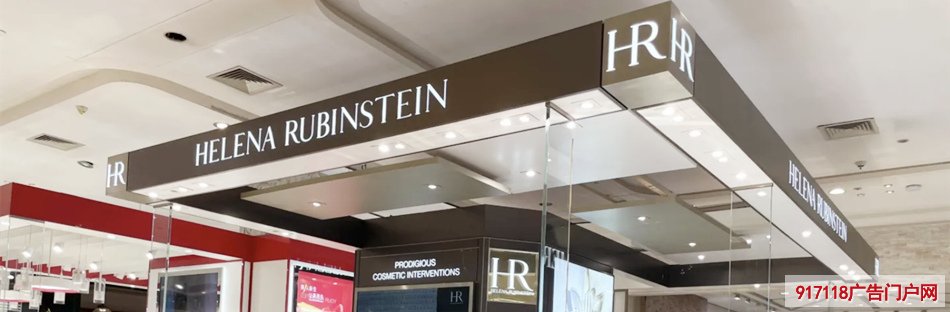 HR
HR
HELENA RUBINSTEIN
HR
HELENA RUBINSTEIN
PRODIGIOUS
COSMETIC INTERVENTIONS
HR
HELENA RUBINSTEIN
HR
917118广告门户网